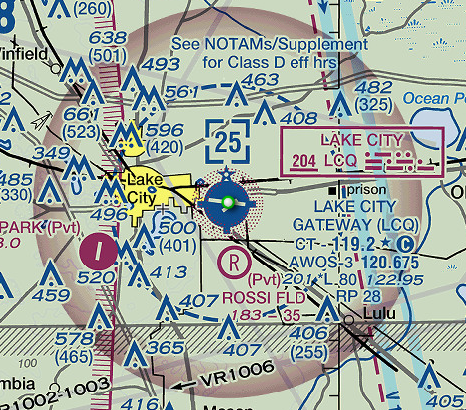 (260)
638
(501)
Winfield
493
See NOTAMs/Supplement
for Class D eff hrs
463
561
482
(325)
661
(523)
596
(420)
408
Ocean Po
25
LAKE CITY
204 LCQ
349
485
(330)
Lake
City
496
prison
LAKE CITY
GATEWAY (LCQ)
CT - 119.2 ★ C
AWOS-3 120.675
201 *L 80 122.95
RP 28
PARK (Pvt)
500
(401)
I
R
(Pvt)
ROSSI FLD
183 - 35
520
413
459
407
Lulu
578
(465)
406
(255)
407
365
100
VR1006
VR1002-1003
405